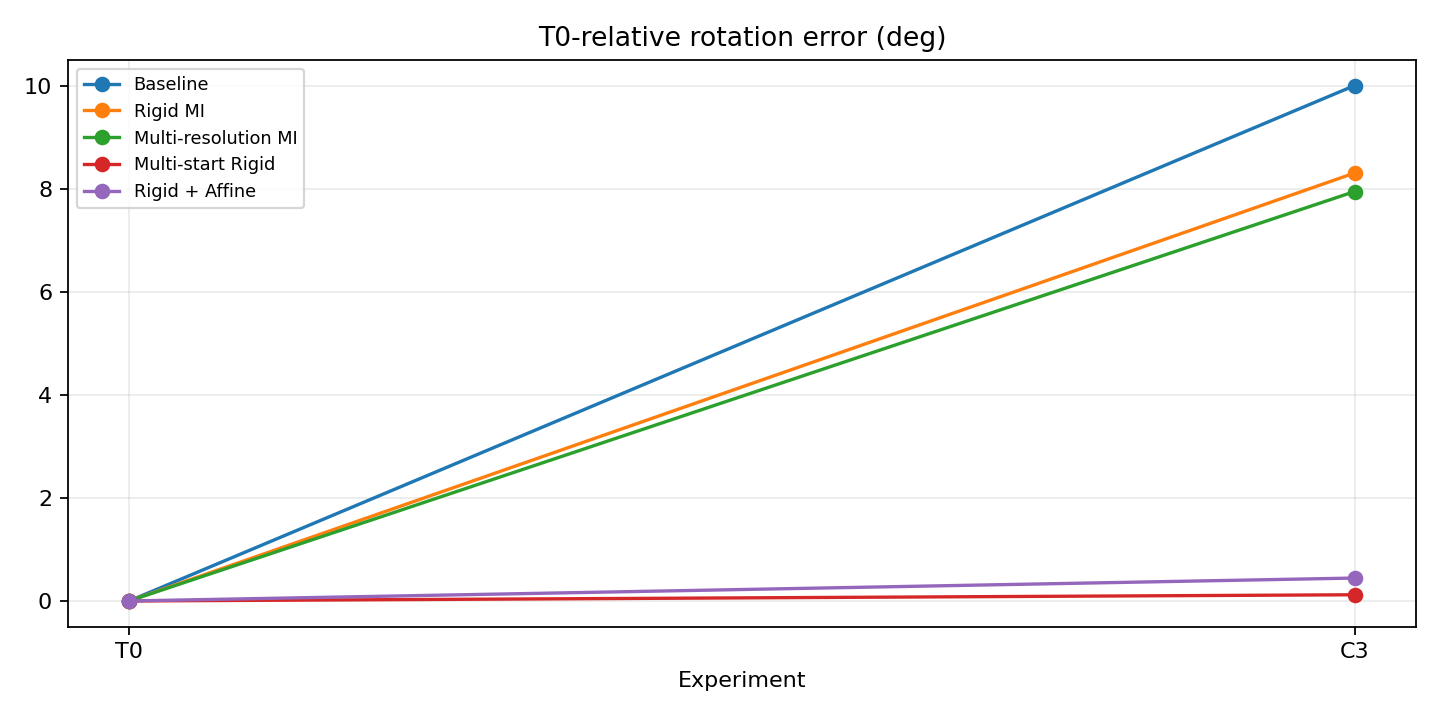 T0-relative rotation error (deg)
10
8
6
4
2
0
Baseline
Rigid MI
Multi-resolution MI
Multi-start Rigid
Rigid + Affine
T0
C3
Experiment